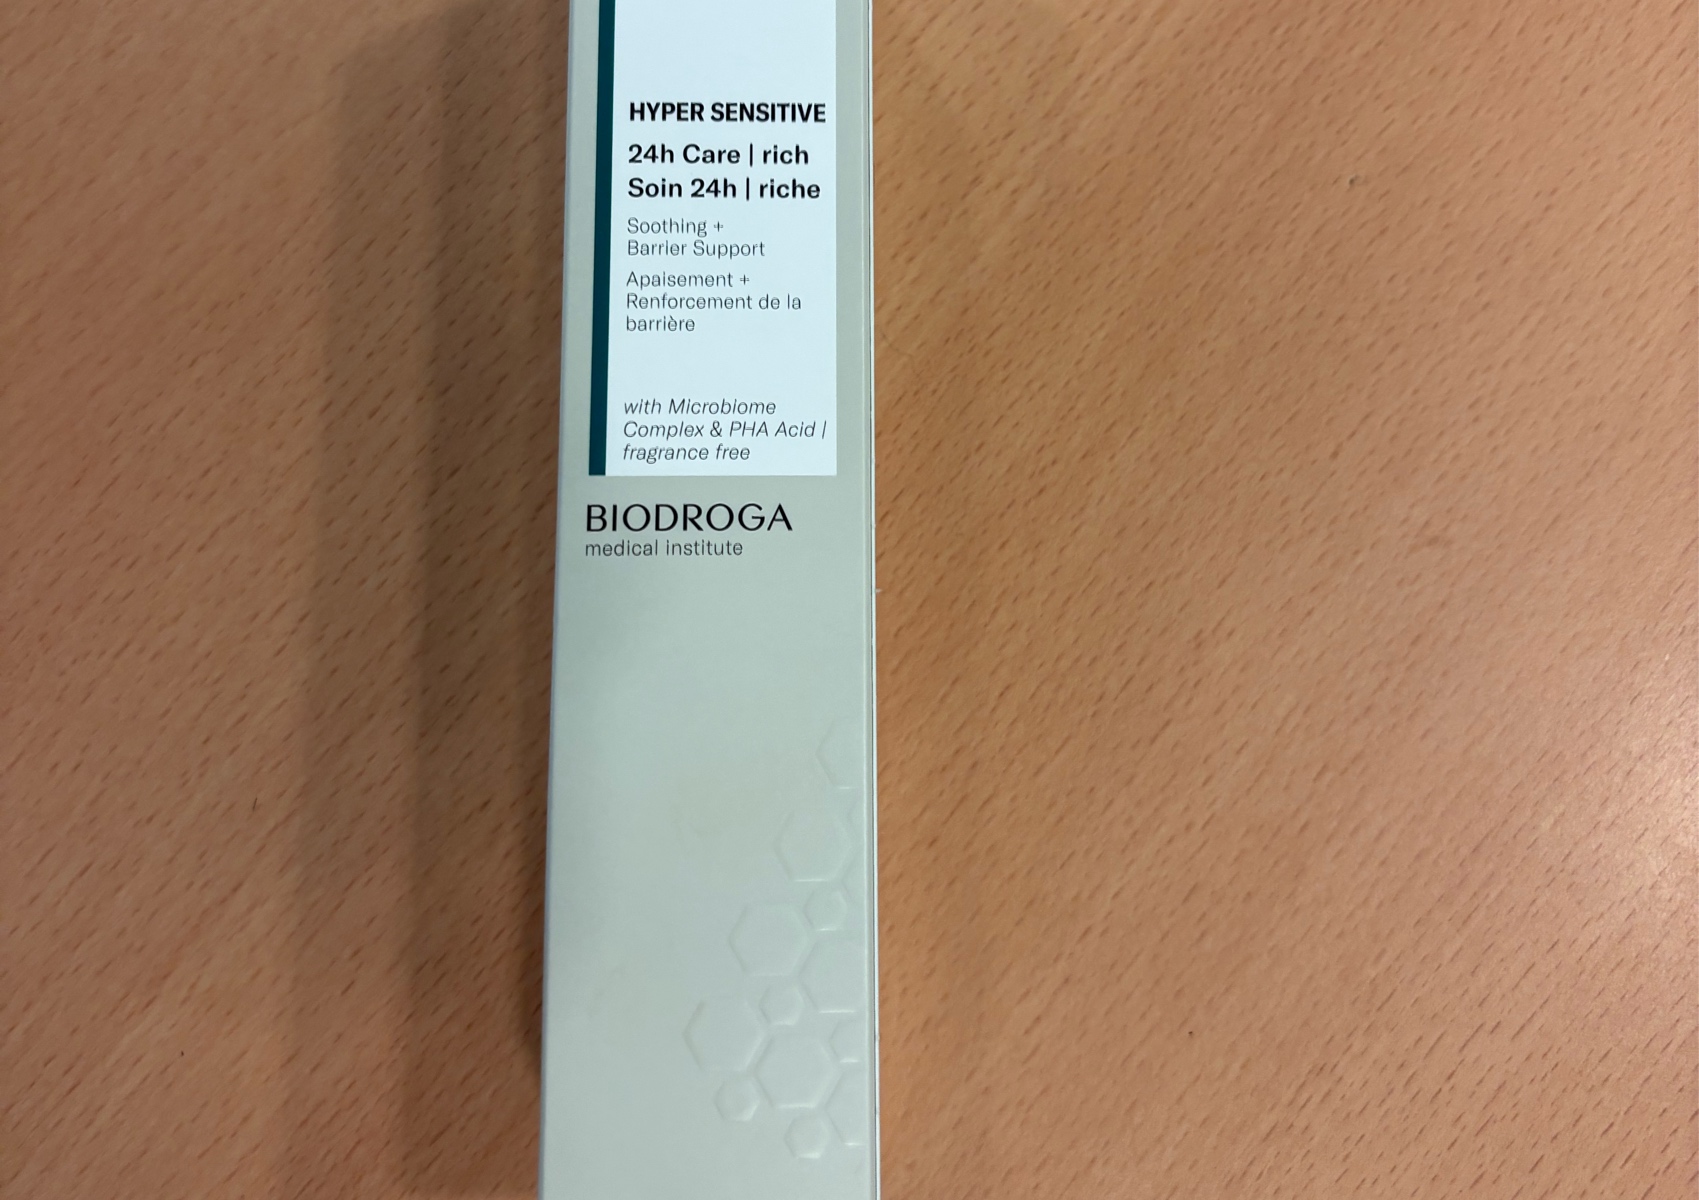 HYPER SENSITIVE
24h Care | rich
Soin 24h | riche
Soothing +
Barrier Support
Apaisement +
Renforcement de la
barrière
with Microbiome
Complex & PHA Acid |
fragrance free
BIODROGA
medical institute